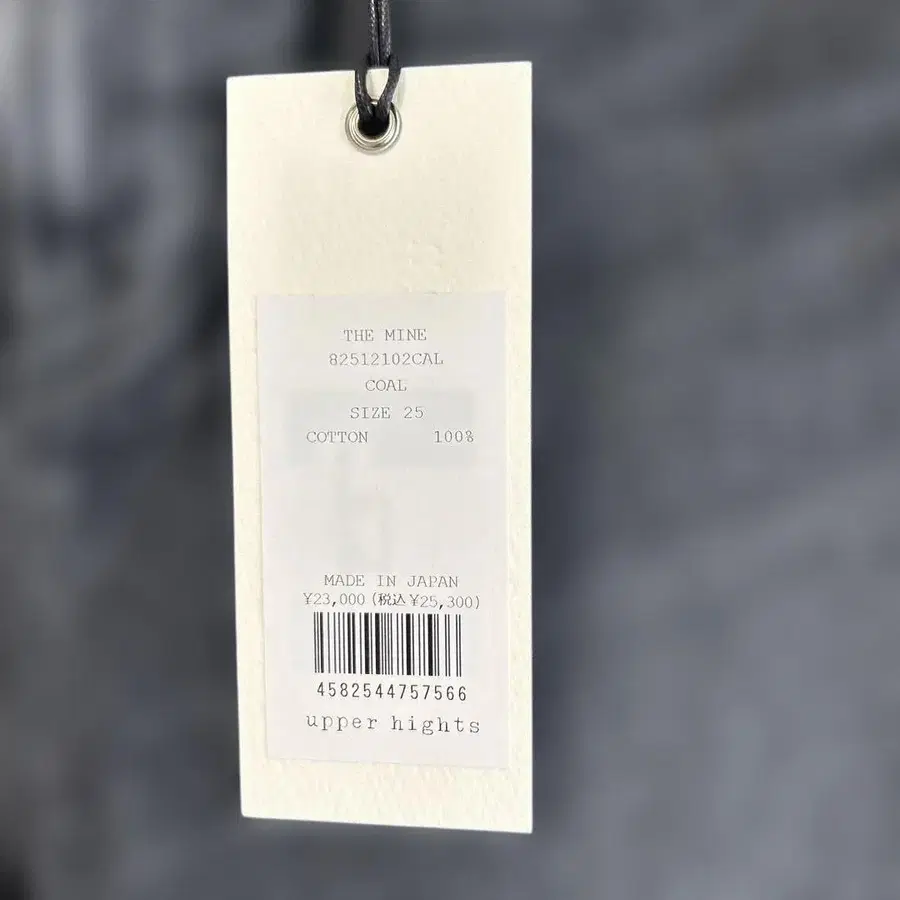 THE MINE
82512102CAL
COAL
SIZE 25
COTTON 100%
MADE IN JAPAN
¥23,000(税込¥25,300)
4582544757566
upper hights